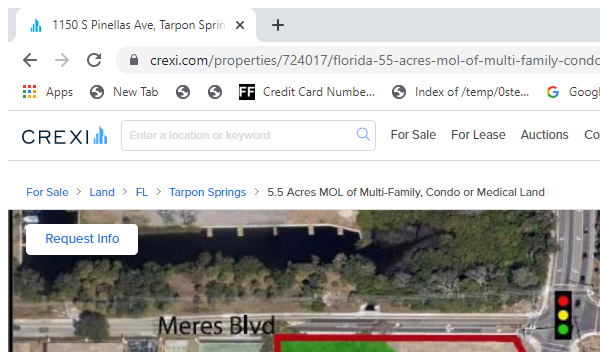 1150 S Pinellas Ave, Tarpon Sprin
crexi.com/properties/724017/florida-55-acres-mol-of-multi-family-condo
Apps New Tab FF Credit Card Numbe... Index of /temp/0ste... G Googl
CREXI Enter a location or keyword For Sale For Lease Auctions Co
For Sale > Land > FL > Tarpon Springs > 5.5 Acres MOL of Multi-Family, Condo or Medical Land
Request Info
Meres Blvd